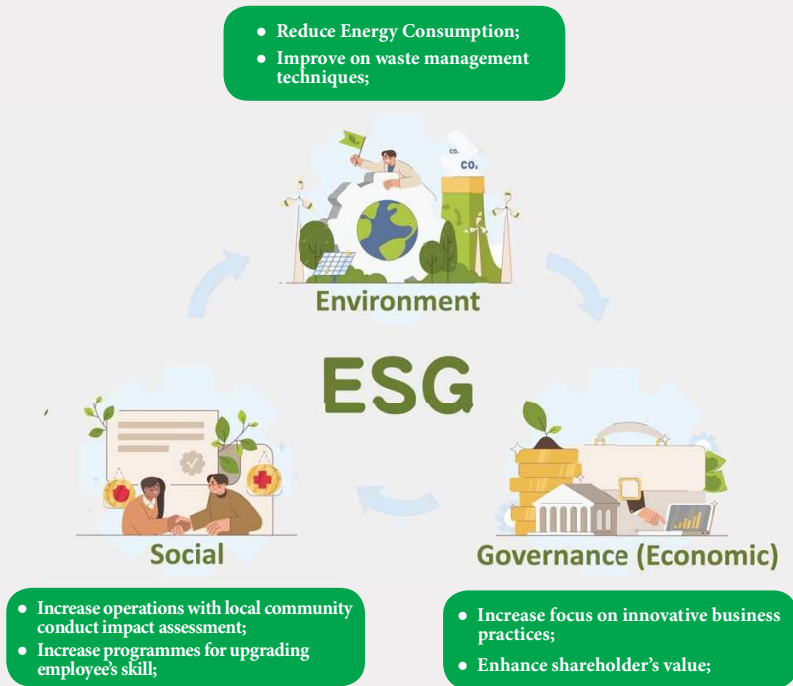 ● Reduce Energy Consumption;
● Improve on waste management
techniques;
CO₂
CO₂
Environment
ESG
Social
Governance (Economic)
● Increase operations with local community
conduct impact assessment;
● Increase programmes for upgrading
employee's skill;
● Increase focus on innovative business
practices;
● Enhance shareholder's value;